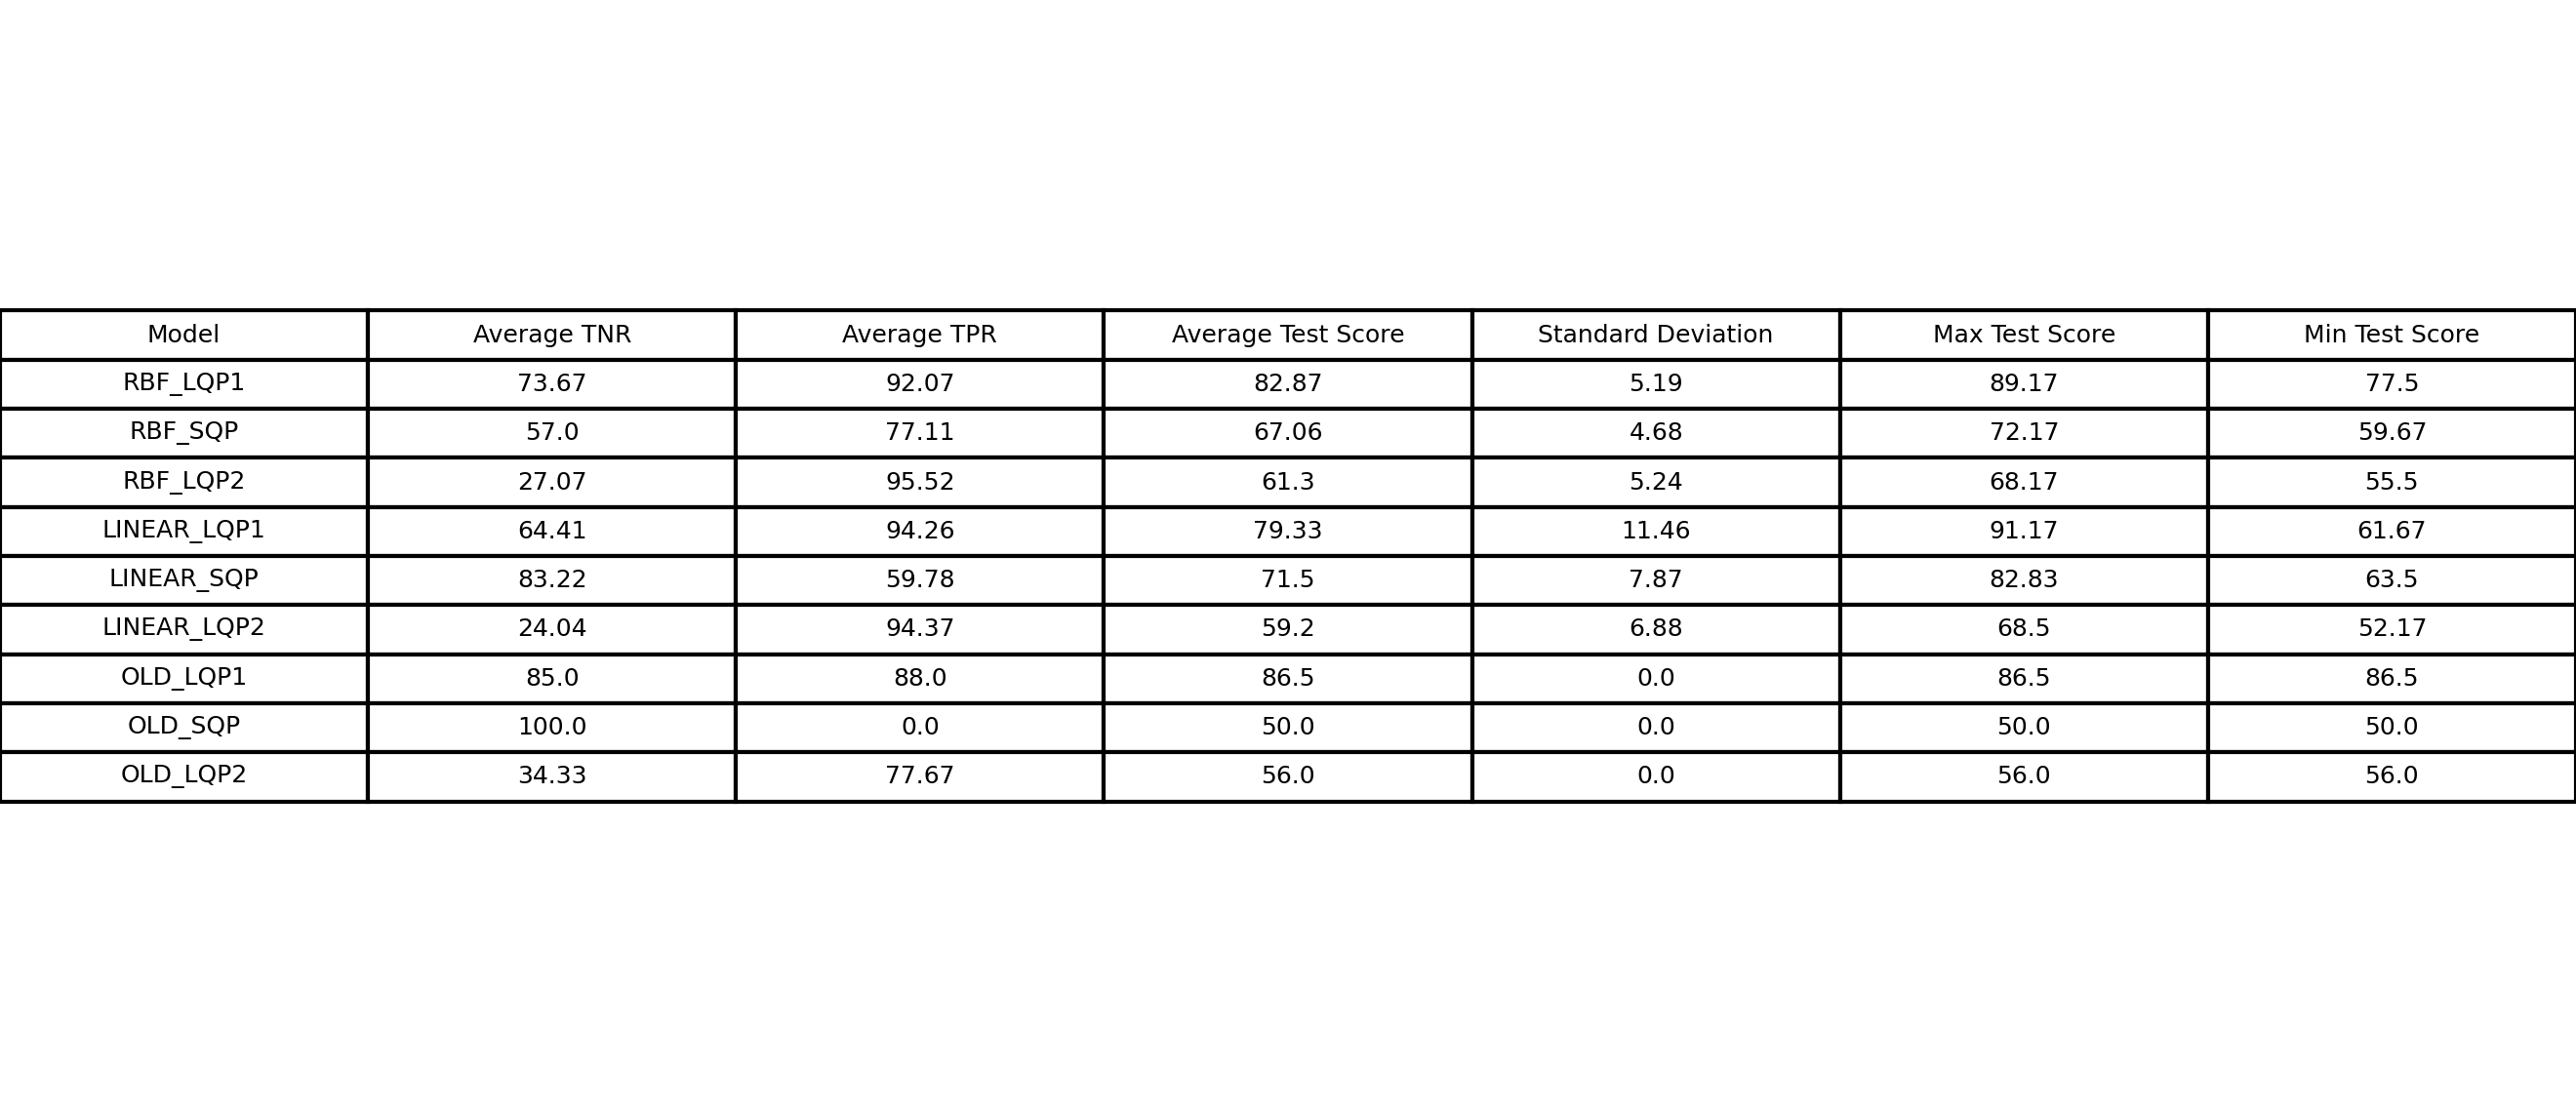 Model Average TNR Average TPR Average Test Score Standard Deviation Max Test Score Min Test Score
RBF_LQP1 73.67 92.07 82.87 5.19 89.17 77.5
RBF_SQP 57.0 77.11 67.06 4.68 72.17 59.67
RBF_LQP2 27.07 95.52 61.3 5.24 68.17 55.5
LINEAR_LQP1 64.41 94.26 79.33 11.46 91.17 61.67
LINEAR_SQP 83.22 59.78 71.5 7.87 82.83 63.5
LINEAR_LQP2 24.04 94.37 59.2 6.88 68.5 52.17
OLD_LQP1 85.0 88.0 86.5 0.0 86.5 86.5
OLD_SQP 100.0 0.0 50.0 0.0 50.0 50.0
OLD_LQP2 34.33 77.67 56.0 0.0 56.0 56.0